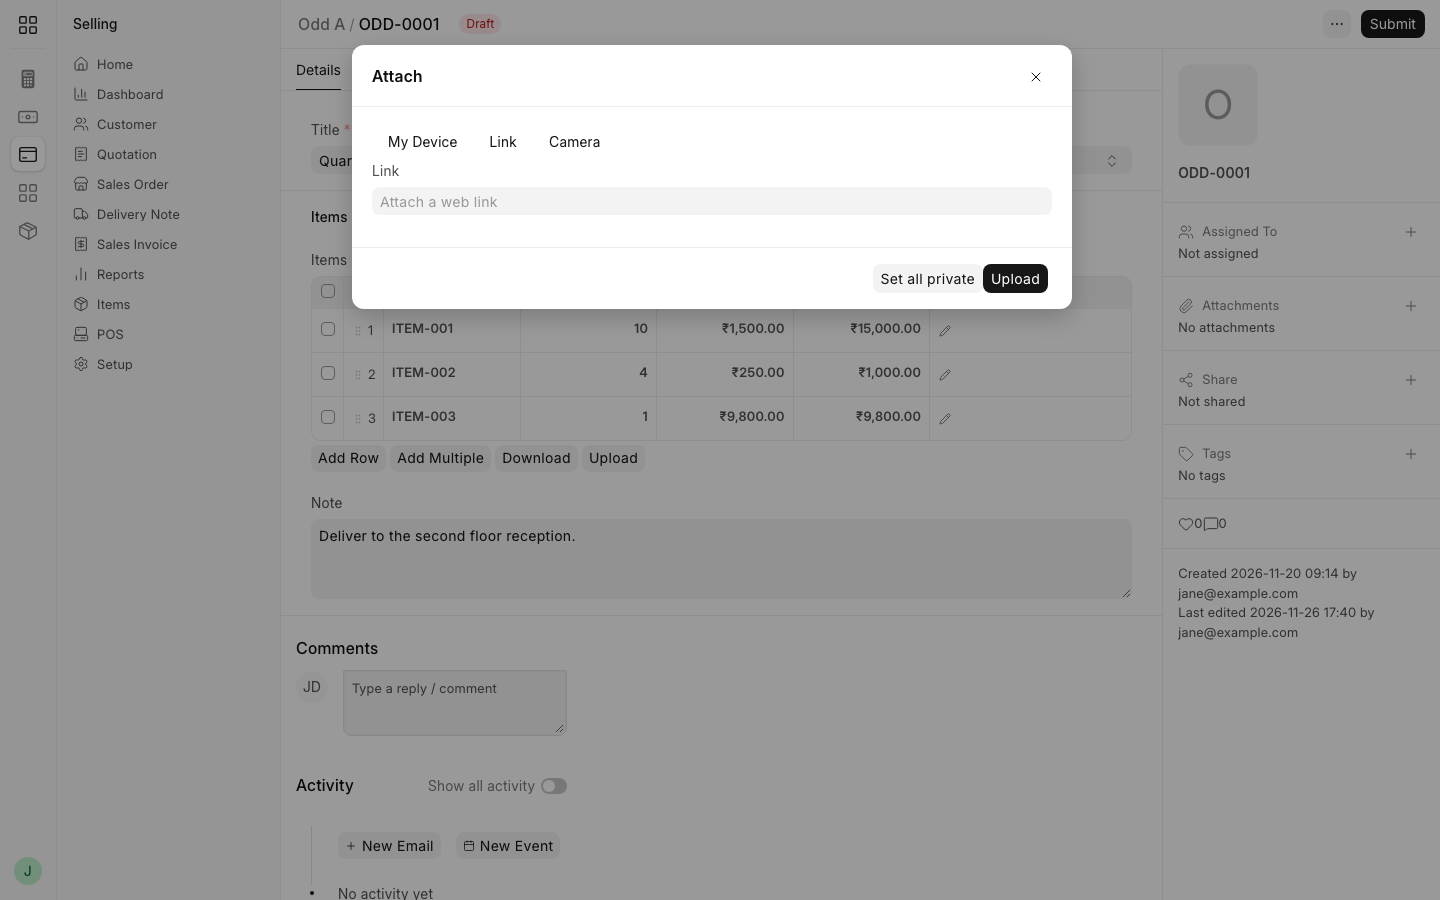 Selling
Odd A / ODD-0001
Draft
Submit
Home
Dashboard
Customer
Quotation
Sales Order
Delivery Note
Sales Invoice
Reports
Items
POS
Setup
J
Details
Title *
Quar
Items
Items
Attach
My Device
Link
Camera
Link
Attach a web link
Set all private
Upload
1 ITEM-001 10 ₹1,500.00 ₹15,000.00
2 ITEM-002 4 ₹250.00 ₹1,000.00
3 ITEM-003 1 ₹9,800.00 ₹9,800.00
Add Row
Add Multiple
Download
Upload
Note
Deliver to the second floor reception.
Comments
JD
Type a reply / comment
Activity
Show all activity
New Email
New Event
No activity yet
O
ODD-0001
Assigned To
Not assigned
Attachments
No attachments
Share
Not shared
Tags
No tags
0 0
Created 2026-11-20 09:14 by
jane@example.com
Last edited 2026-11-26 17:40 by
jane@example.com